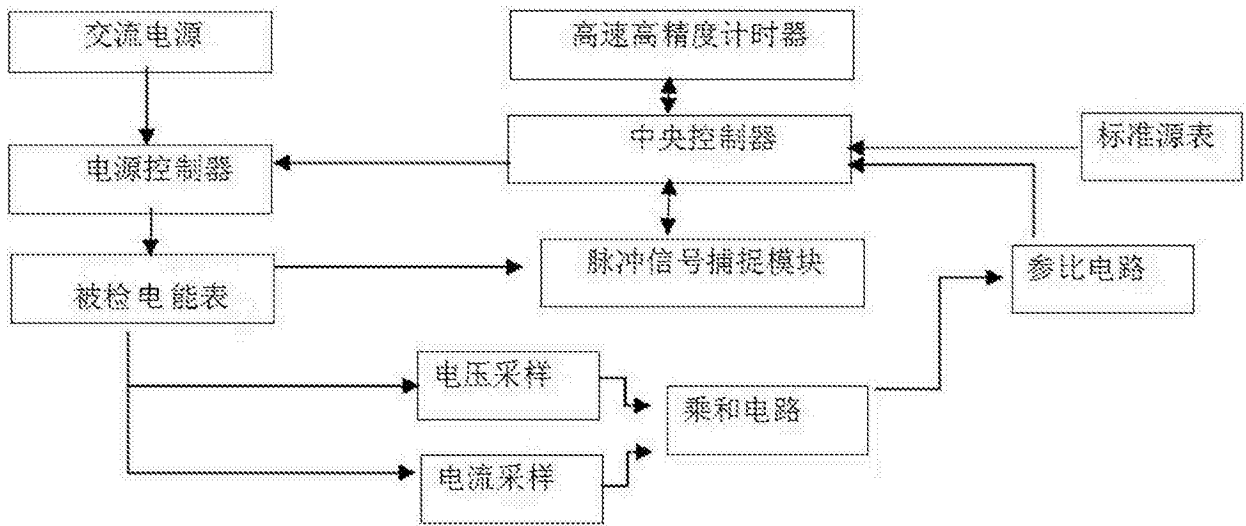 交流电源
高速高精度计时器
中央控制器
标准源表
电源控制器
脉冲信号捕捉模块
参比电路
被检电能表
电压采样
乘和电路
电流采样